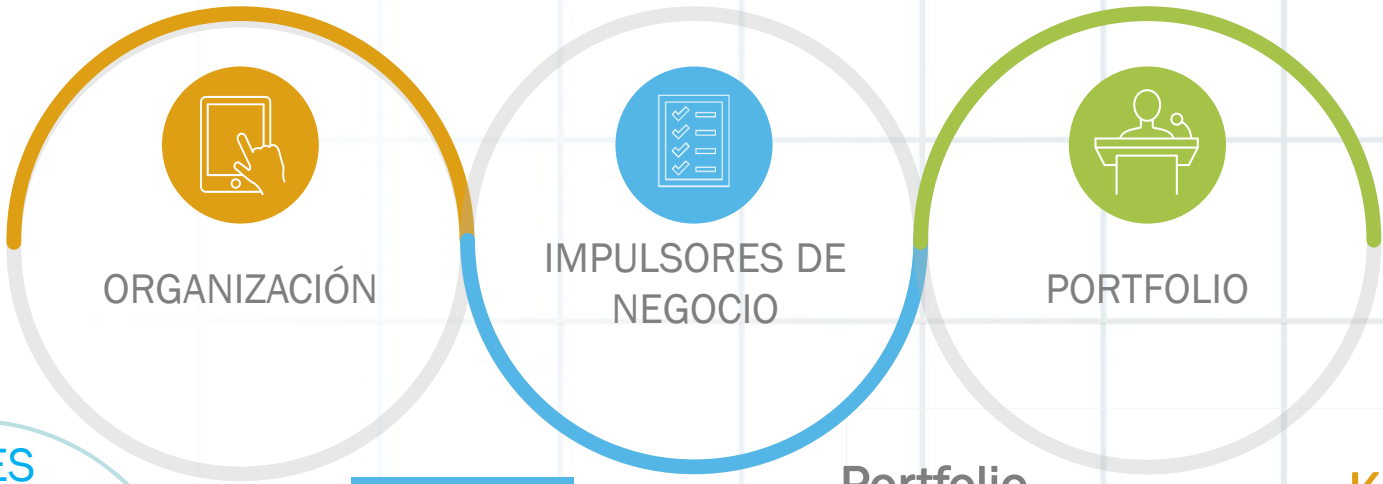 ORGANIZACIÓN
IMPULSORES DE
NEGOCIO
PORTFOLIO
ES
Portfolio
K